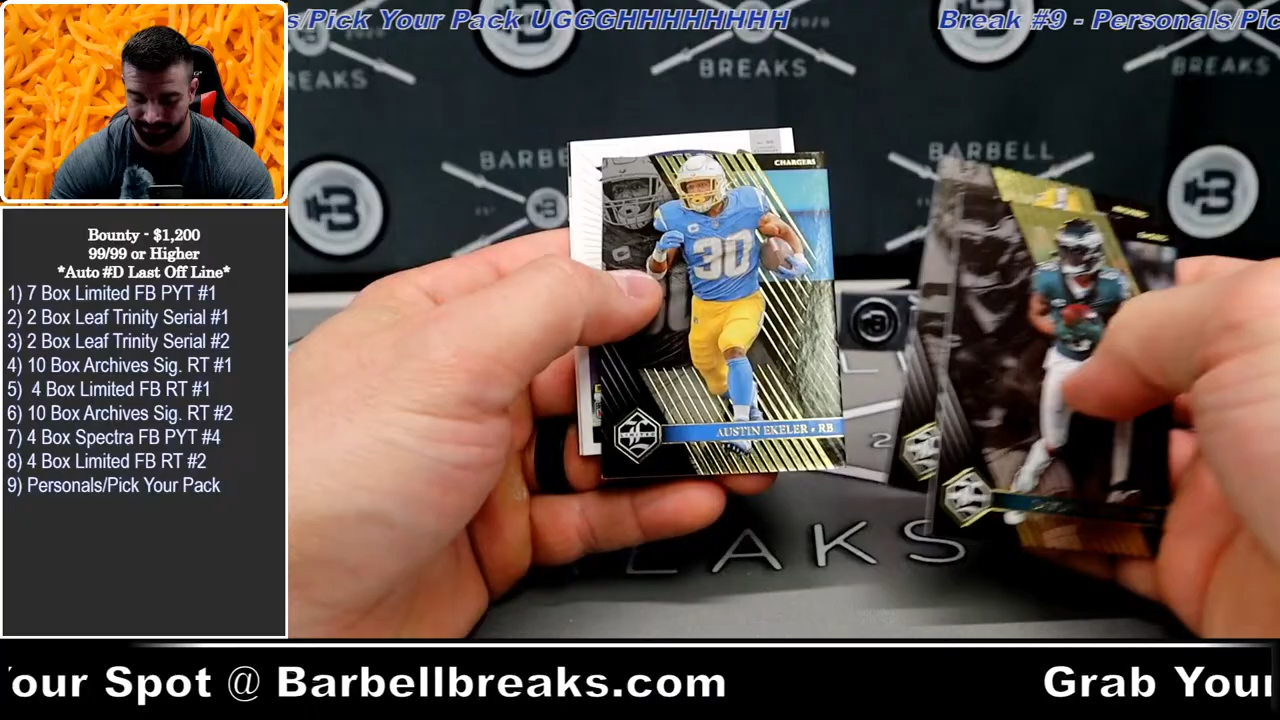 s/Pick Your Pack UGGGHHHHHHHHH
Break #9 - Personals/Pic
BREAKS
BREAKS
BREAKS
BARBELL
BARBELL
Bounty - $1,200
99/99 or Higher
*Auto #D Last Off Line*
1) 7 Box Limited FB PYT #1
2) 2 Box Leaf Trinity Serial #1
3) 2 Box Leaf Trinity Serial #2
4) 10 Box Archives Sig. RT #1
5) 4 Box Limited FB RT #1
6) 10 Box Archives Sig. RT #2
7) 4 Box Spectra FB PYT #4
8) 4 Box Limited FB RT #2
9) Personals/Pick Your Pack
CHARGERS
30
LIMITED
AUSTIN EKELER • RB
EAKS
our Spot @ Barbellbreaks.com
Grab Your